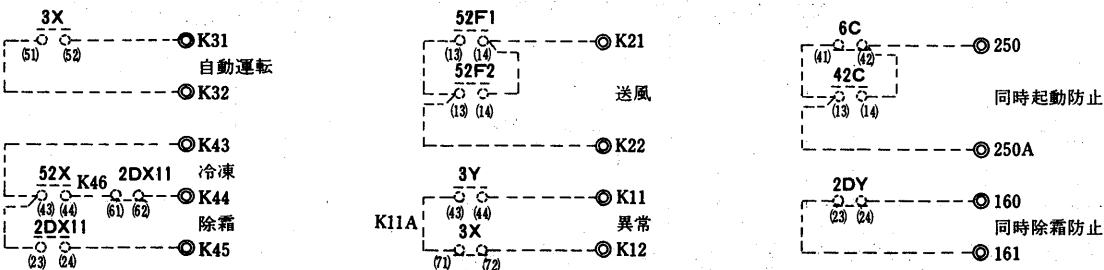 3X
(51) (52)
K31
自動運転
K32
K43
冷凍
52X K46 2DX11
(43) (44) (61) (62)
K44
除霜
2DX11
(23) (24)
K45
52F1
(13) (14)
K21
52F2
(13) (14)
送風
K22
3Y
(43) (44)
K11
K11A
異常
3X
(71) (72)
K12
6C
(41) (42)
250
42C
(13) (14)
同時起動防止
250A
2DY
(23) (24)
160
同時除霜防止
161